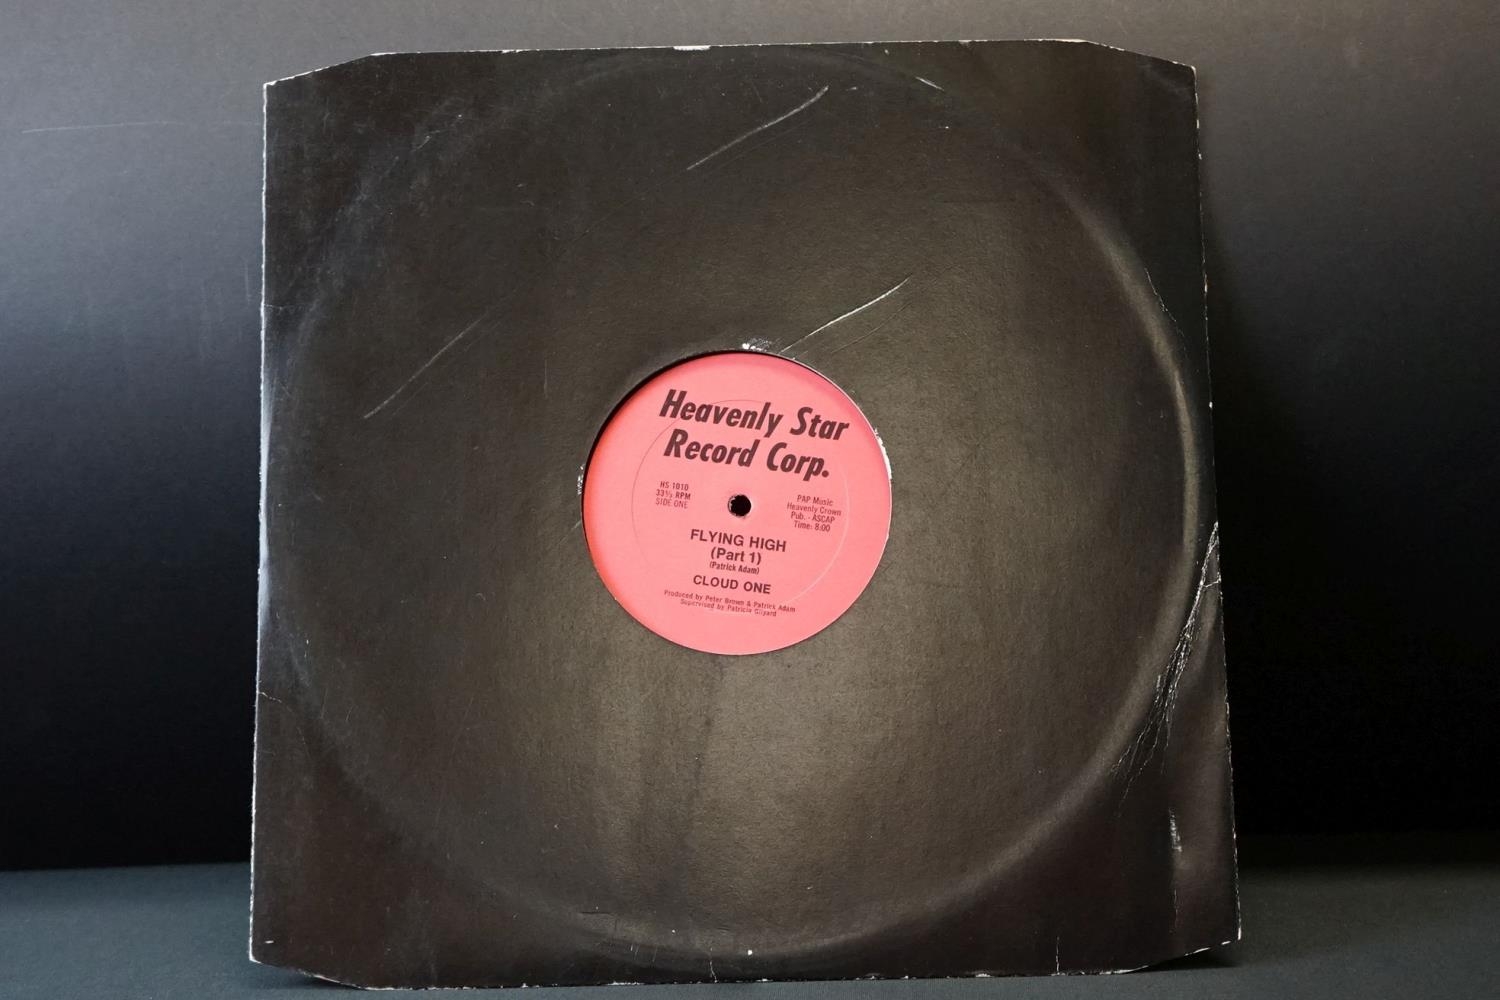 Heavenly Star
Record Corp.
HS 1010
33⅓ RPM
SIDE ONE
PAP Music
Heavenly Crown
Pub. - ASCAP
Time: 8:00
FLYING HIGH
(Part 1)
(Patrick Adam)
CLOUD ONE
Produced by Peter Brown & Patrick Adam
Supervised by Patricia Gilyard